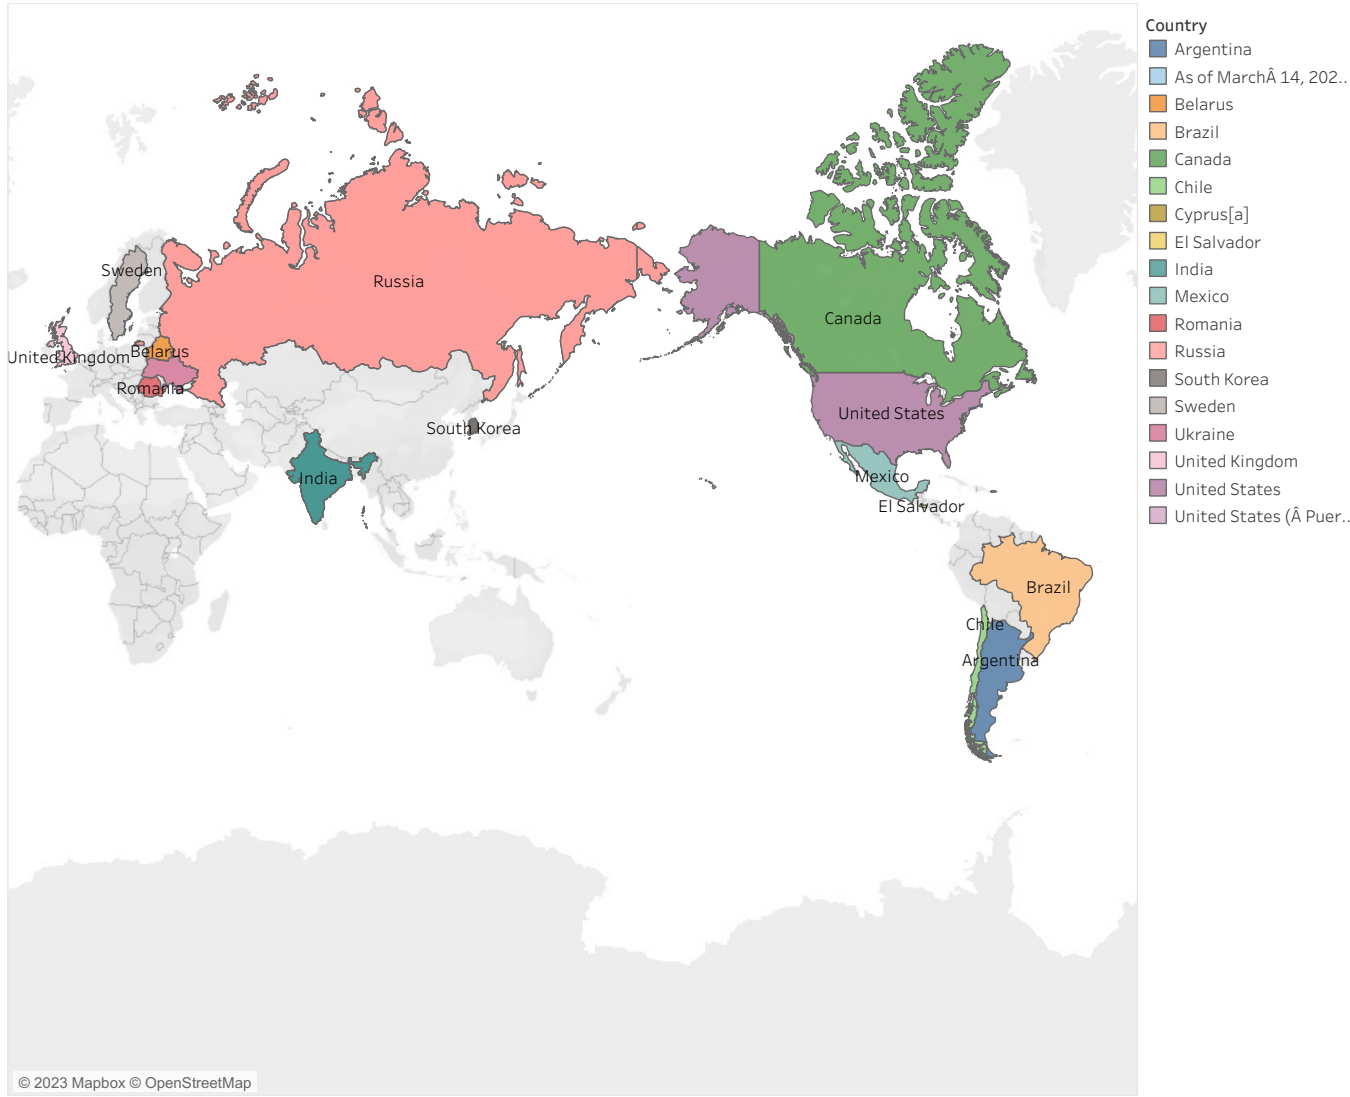 Country
Argentina
As of MarchÂ 14, 202..
Belarus
Brazil
Canada
Chile
Cyprus[a]
El Salvador
India
Mexico
Romania
Russia
South Korea
Sweden
Ukraine
United Kingdom
United States
United States (Â Puer..
Sweden
Russia
Canada
United Kingdom
Belarus
Romania
United States
South Korea
India
Mexico
El Salvador
Brazil
Chile
Argentina
© 2023 Mapbox © OpenStreetMap